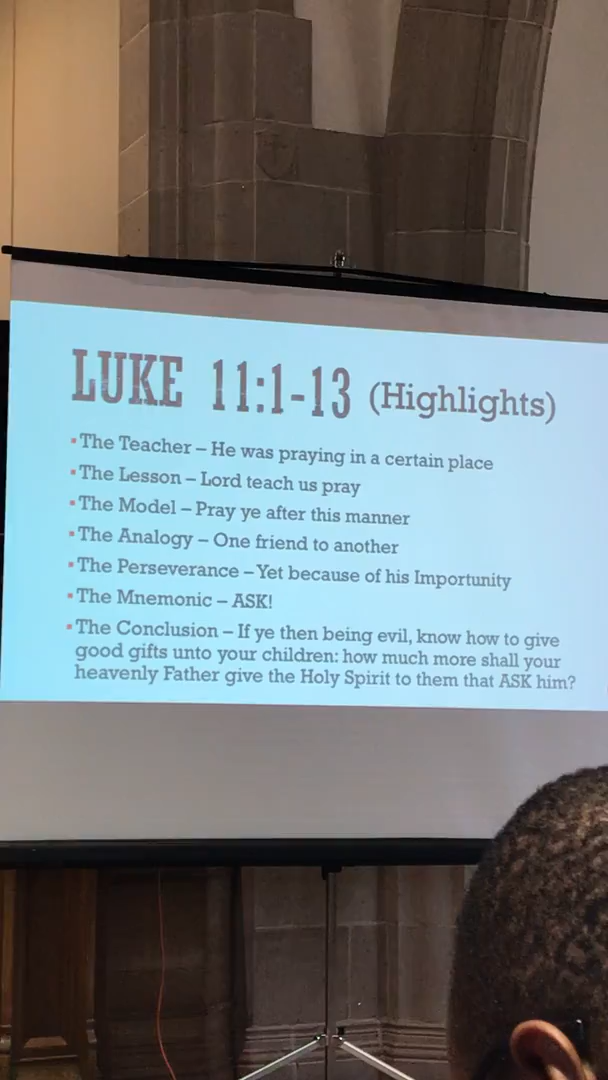 LUKE 11:1-13 (Highlights)
▪The Teacher – He was praying in a certain place
▪The Lesson – Lord teach us pray
▪The Model – Pray ye after this manner
▪The Analogy – One friend to another
▪The Perseverance – Yet because of his Importunity
▪The Mnemonic – ASK!
▪The Conclusion – If ye then being evil, know how to give
good gifts unto your children: how much more shall your
heavenly Father give the Holy Spirit to them that ASK him?